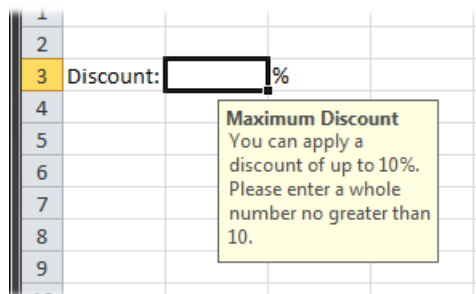 1
2
3 Discount: %
4
5
6
7
8
9
Maximum Discount
You can apply a
discount of up to 10%.
Please enter a whole
number no greater than
10.